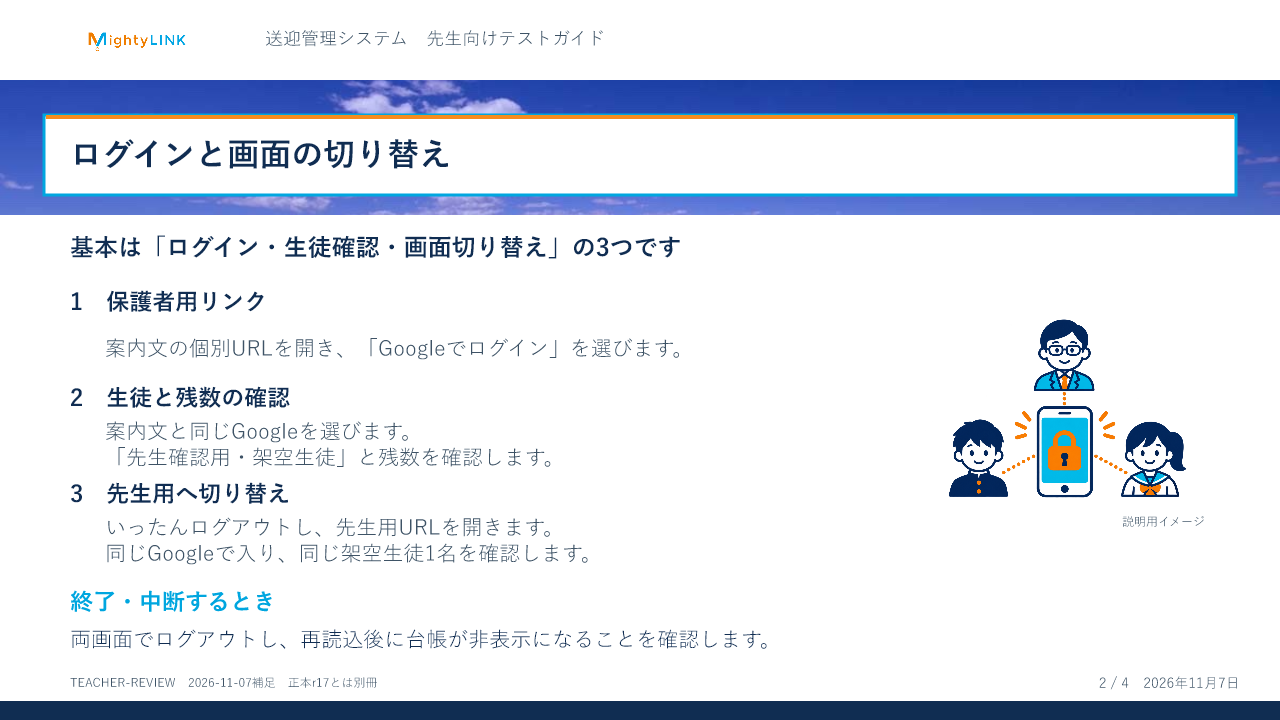 MightyLINK
送迎管理システム　先生向けテストガイド
ログインと画面の切り替え
基本は「ログイン・生徒確認・画面切り替え」の3つです
1　保護者用リンク
案内文の個別URLを開き、「Googleでログイン」を選びます。
2　生徒と残数の確認
案内文と同じGoogleを選びます。
「先生確認用・架空生徒」と残数を確認します。
3　先生用へ切り替え
いったんログアウトし、先生用URLを開きます。
同じGoogleで入り、同じ架空生徒1名を確認します。
説明用イメージ
終了・中断するとき
両画面でログアウトし、再読込後に台帳が非表示になることを確認します。
TEACHER-REVIEW　2026-11-07補足　正本r17とは別冊
2 / 4　2026年11月7日